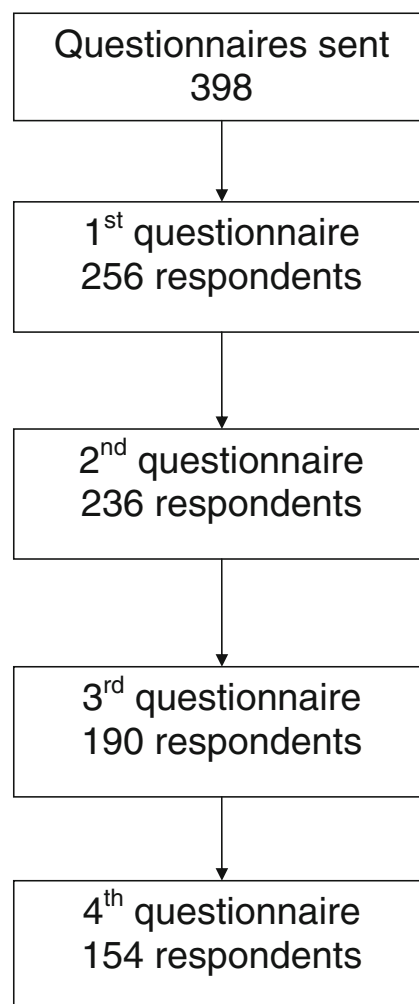 Questionnaires sent
398
1st questionnaire
256 respondents
2nd questionnaire
236 respondents
3rd questionnaire
190 respondents
4th questionnaire
154 respondents